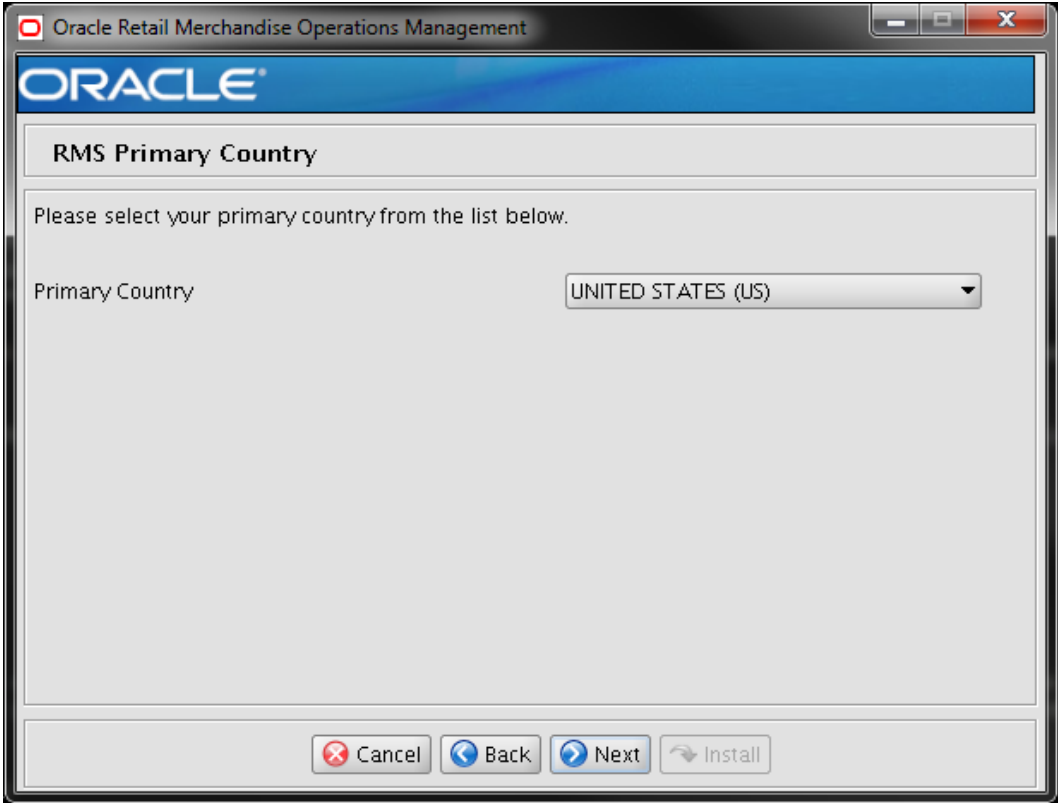 Oracle Retail Merchandise Operations Management
ORACLE®
RMS Primary Country
Please select your primary country from the list below.
Primary Country UNITED STATES (US)
Cancel Back Next Install